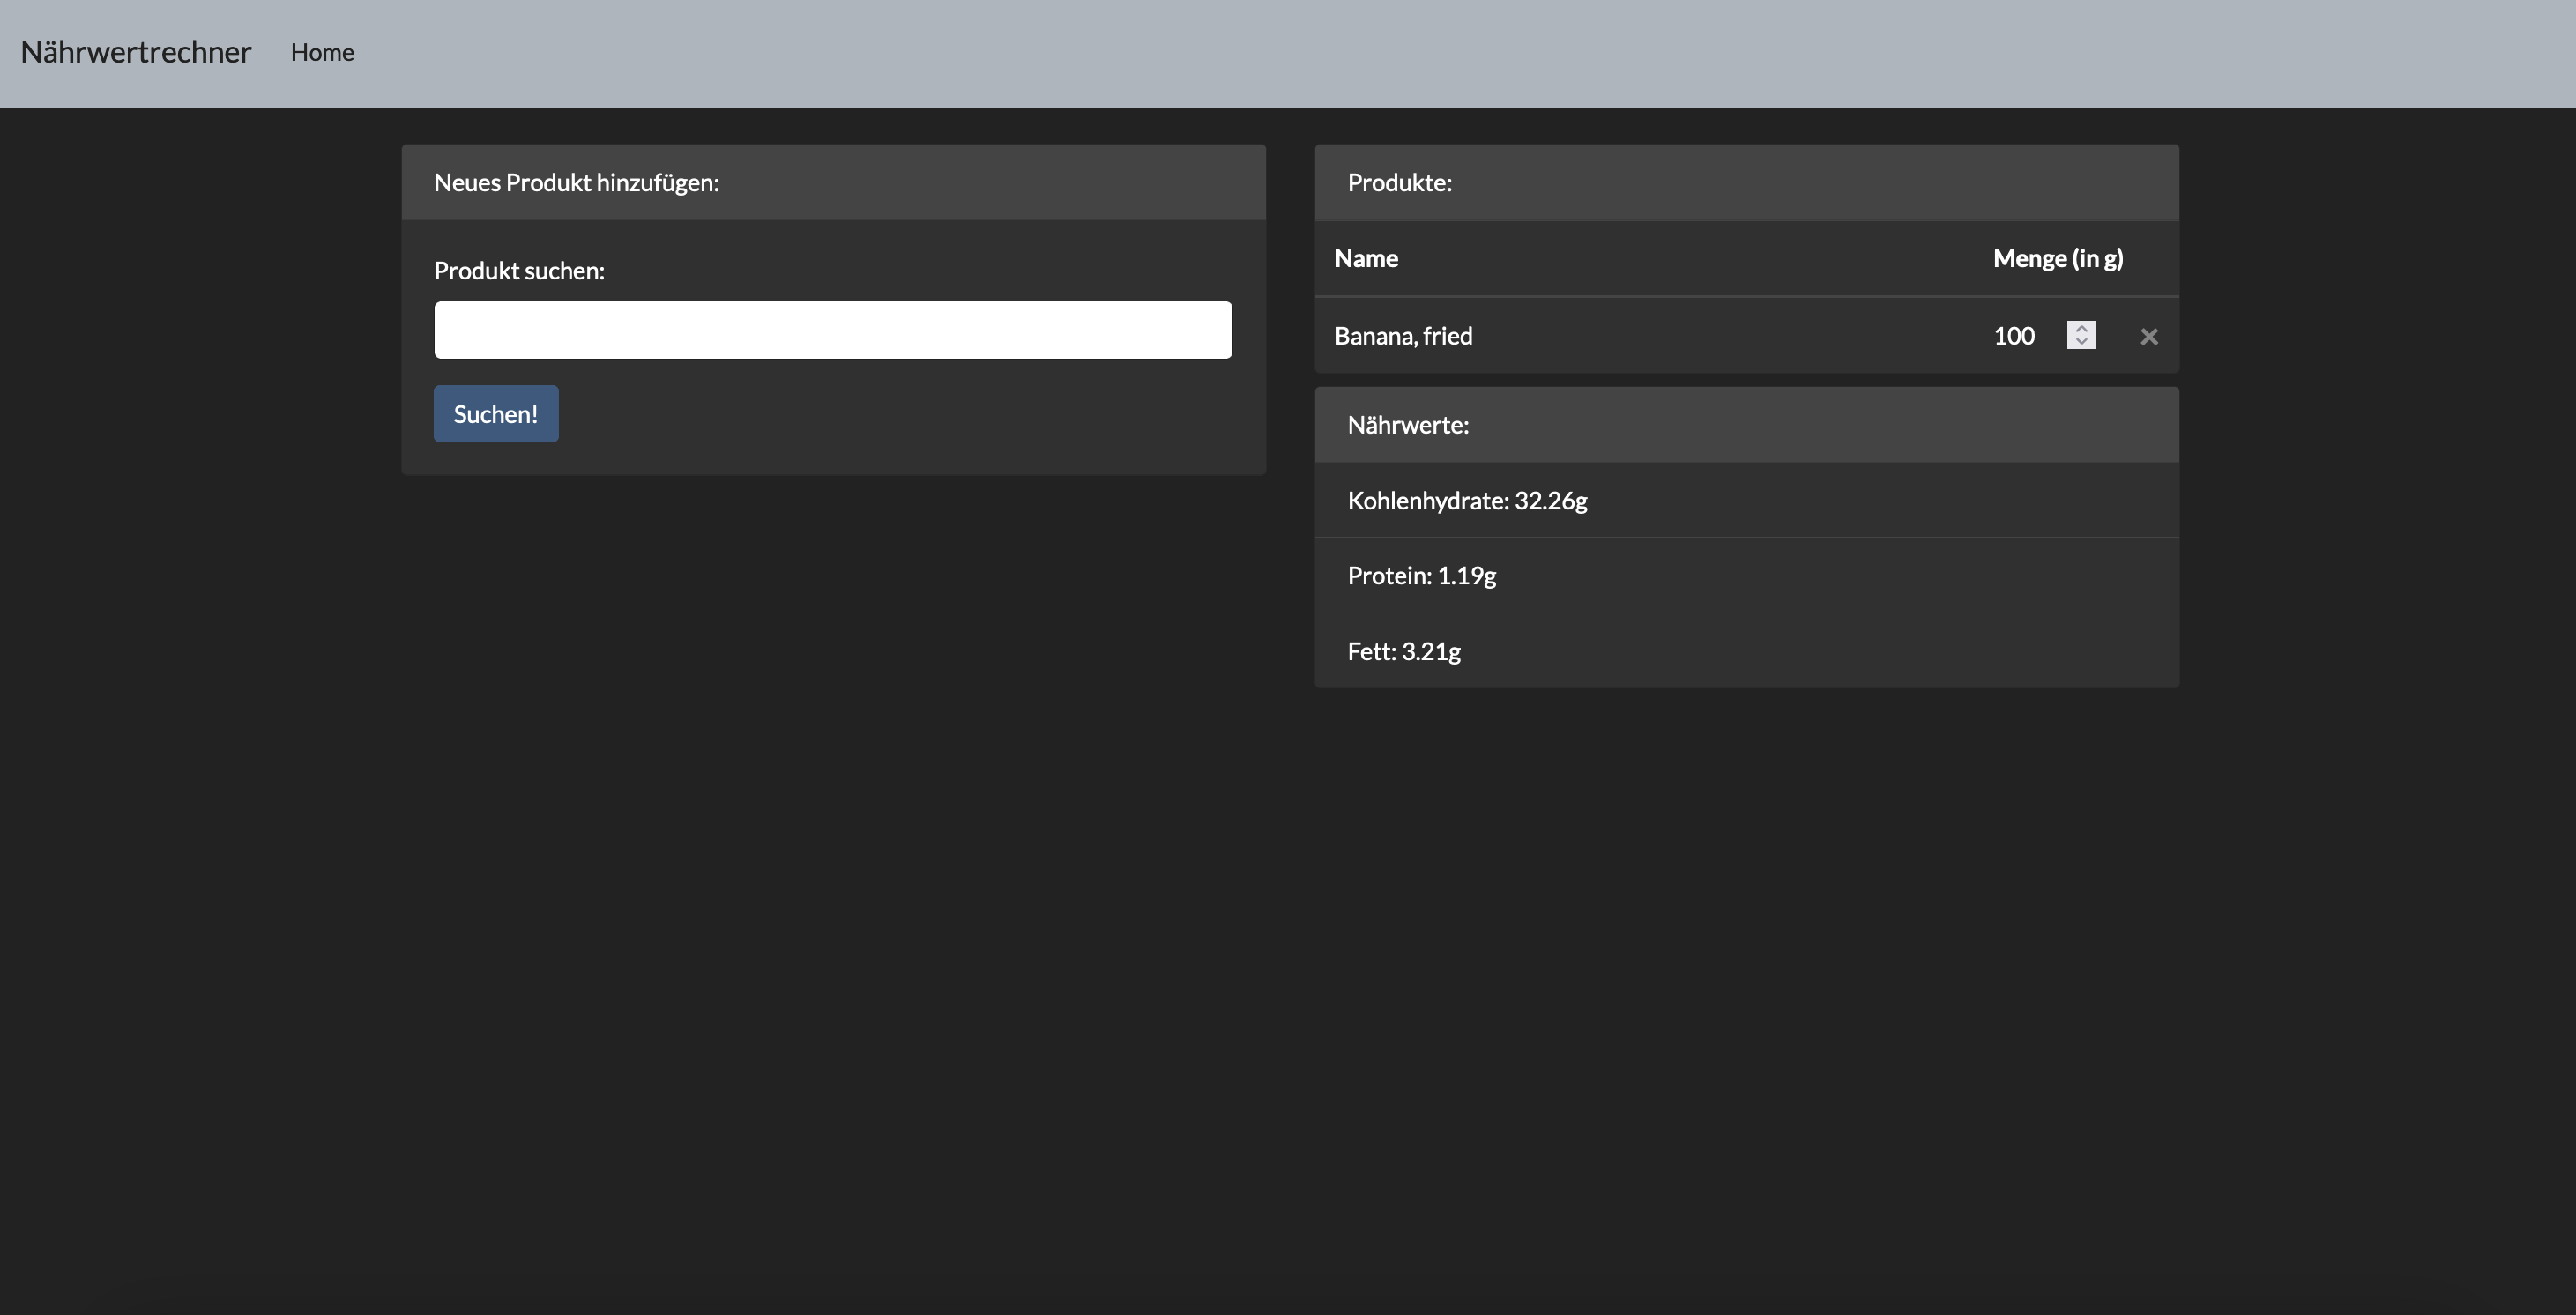 Nährwertrechner Home
Neues Produkt hinzufügen:
Produkt suchen:
Suchen!
Produkte:
Name Menge (in g)
Banana, fried 100
Nährwerte:
Kohlenhydrate: 32.26g
Protein: 1.19g
Fett: 3.21g